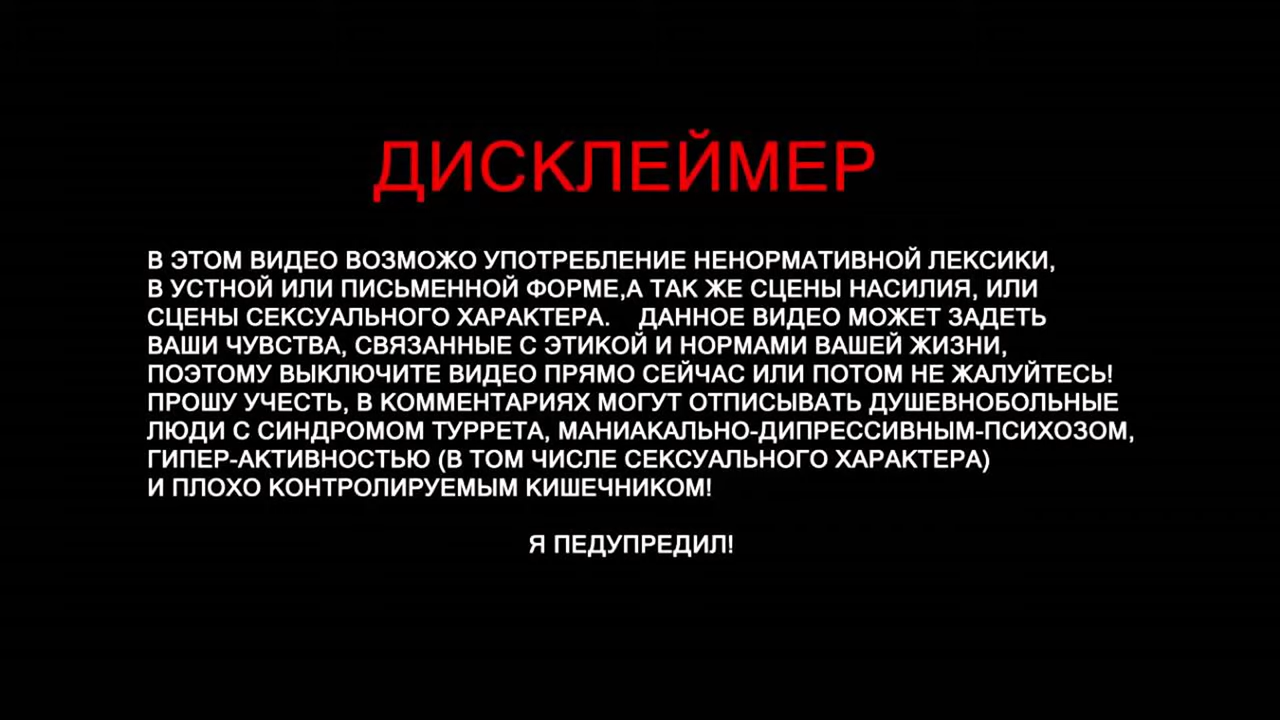 ДИСКЛЕЙМЕР
В ЭТОМ ВИДЕО ВОЗМОЖО УПОТРЕБЛЕНИЕ НЕНОРМАТИВНОЙ ЛЕКСИКИ,
В УСТНОЙ ИЛИ ПИСЬМЕННОЙ ФОРМЕ,А ТАК ЖЕ СЦЕНЫ НАСИЛИЯ, ИЛИ
СЦЕНЫ СЕКСУАЛЬНОГО ХАРАКТЕРА. ДАННОЕ ВИДЕО МОЖЕТ ЗАДЕТЬ
ВАШИ ЧУВСТВА, СВЯЗАННЫЕ С ЭТИКОЙ И НОРМАМИ ВАШЕЙ ЖИЗНИ,
ПОЭТОМУ ВЫКЛЮЧИТЕ ВИДЕО ПРЯМО СЕЙЧАС ИЛИ ПОТОМ НЕ ЖАЛУЙТЕСЬ!
ПРОШУ УЧЕСТЬ, В КОММЕНТАРИЯХ МОГУТ ОТПИСЫВАТЬ ДУШЕВНОБОЛЬНЫЕ
ЛЮДИ С СИНДРОМОМ ТУРРЕТА, МАНИАКАЛЬНО-ДИПРЕССИВНЫМ-ПСИХОЗОМ,
ГИПЕР-АКТИВНОСТЬЮ (В ТОМ ЧИСЛЕ СЕКСУАЛЬНОГО ХАРАКТЕРА)
И ПЛОХО КОНТРОЛИРУЕМЫМ КИШЕЧНИКОМ!
Я ПЕДУПРЕДИЛ!